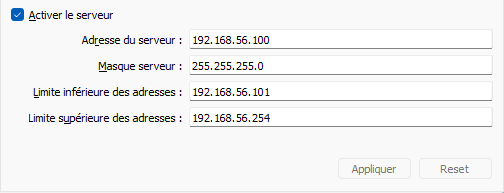 Activer le serveur
Adresse du serveur : 192.168.56.100
Masque serveur : 255.255.255.0
Limite inférieure des adresses : 192.168.56.101
Limite supérieure des adresses : 192.168.56.254
Appliquer Reset